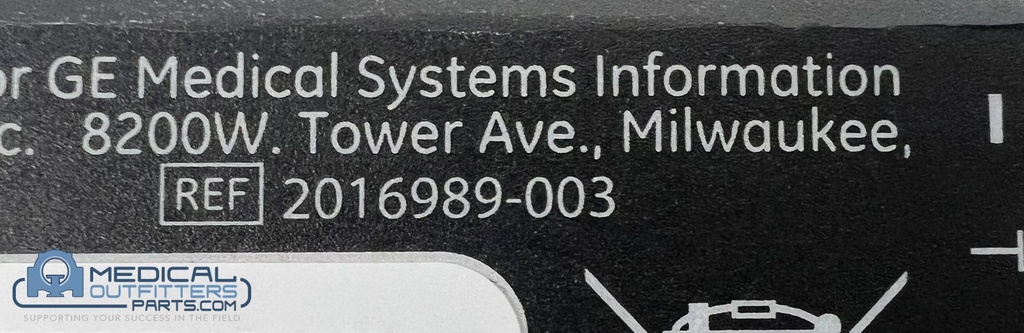 or GE Medical Systems Information
c. 8200W. Tower Ave., Milwaukee,
REF 2016989-003
MEDICAL
OUTFITTERS
PARTS.COM
SUPPORTING YOUR SUCCESS IN THE FIELD